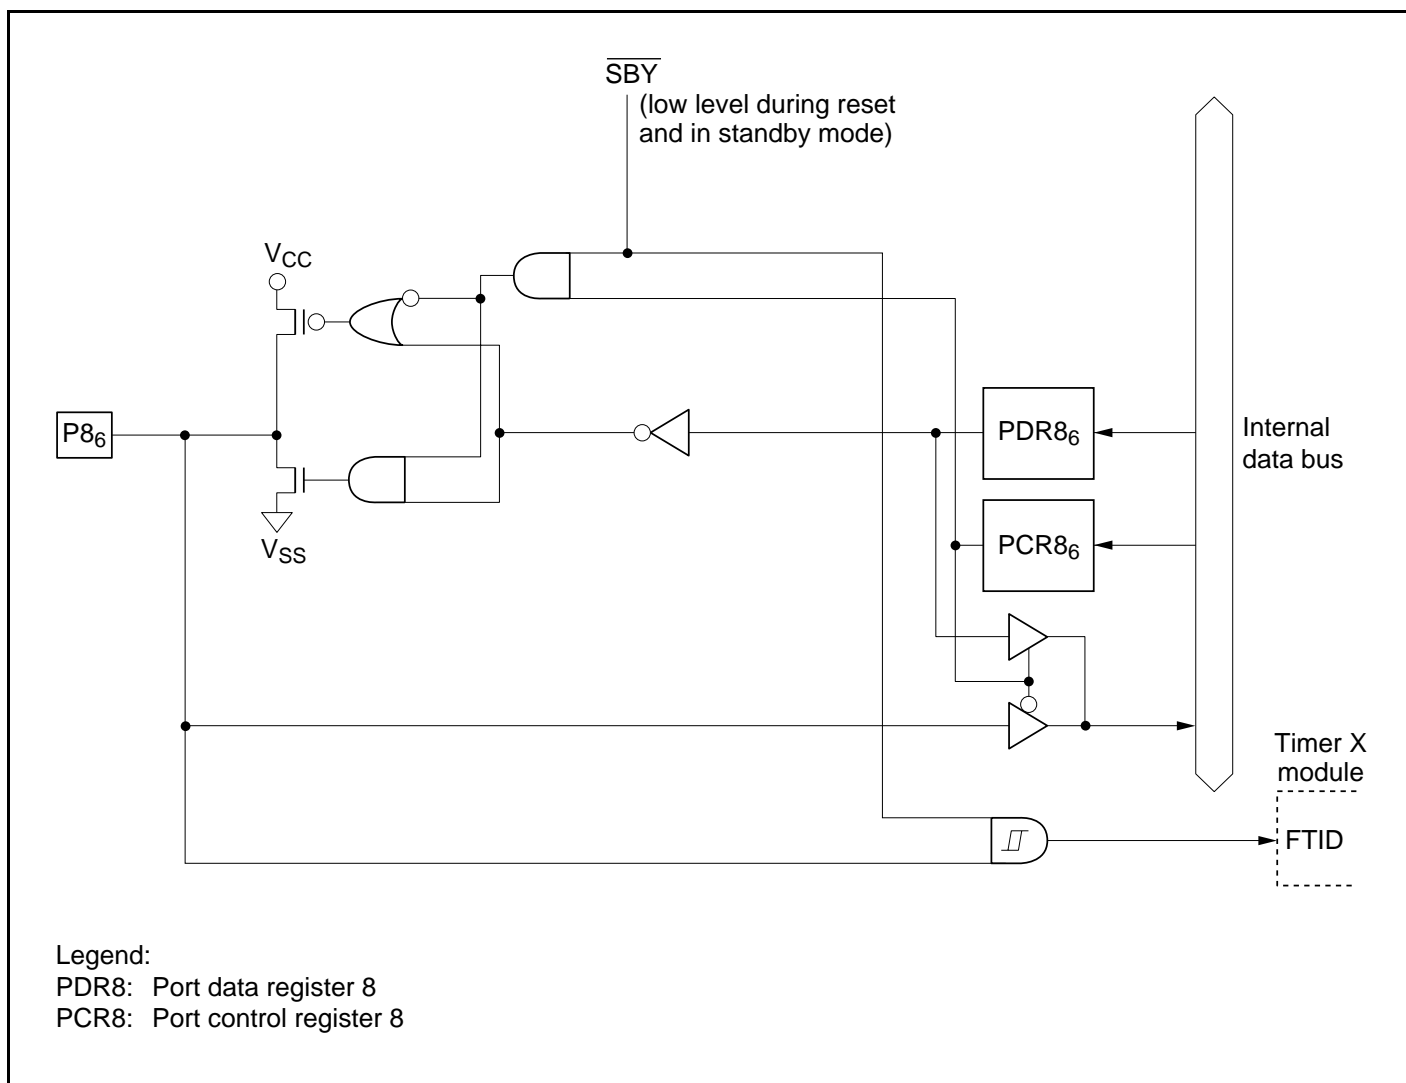 S̅B̅Y̅
(low level during reset
and in standby mode)
VCC
P86
PDR86
Internal
data bus
PCR86
VSS
Timer X
module
FTID
Legend:
PDR8: Port data register 8
PCR8: Port control register 8